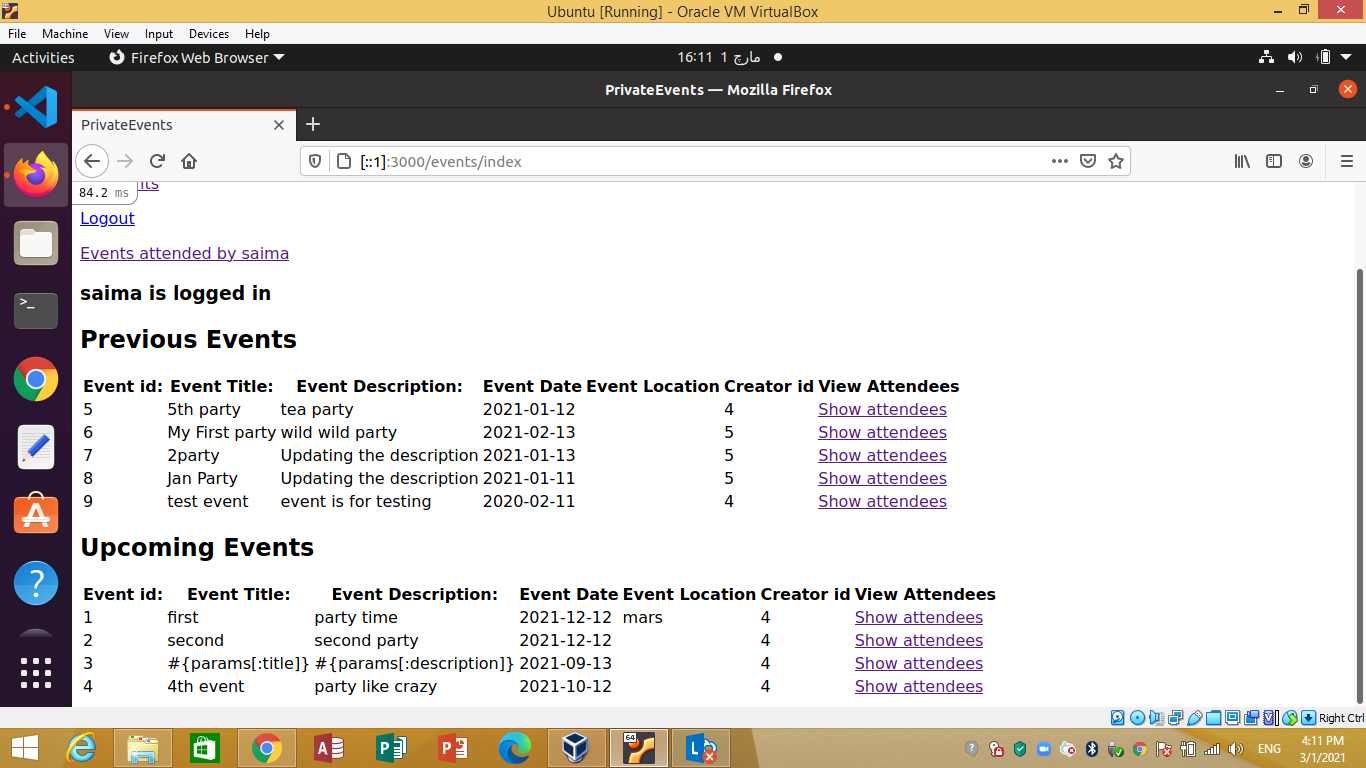 Ubuntu [Running] - Oracle VM VirtualBox
File Machine View Input Devices Help
Activities Firefox Web Browser 16:11 1 مارچ
PrivateEvents — Mozilla Firefox
PrivateEvents
[::1]:3000/events/index
84.2 ms nts
Logout
Events attended by saima
saima is logged in
Previous Events
Event id: Event Title: Event Description: Event Date Event Location Creator id View Attendees
5 5th party tea party 2021-01-12 4 Show attendees
6 My First party wild wild party 2021-02-13 5 Show attendees
7 2party Updating the description 2021-01-13 5 Show attendees
8 Jan Party Updating the description 2021-01-11 5 Show attendees
9 test event event is for testing 2020-02-11 4 Show attendees
Upcoming Events
Event id: Event Title: Event Description: Event Date Event Location Creator id View Attendees
1 first party time 2021-12-12 mars 4 Show attendees
2 second second party 2021-12-12 4 Show attendees
3 #{params[:title]} #{params[:description]} 2021-09-13 4 Show attendees
4 4th event party like crazy 2021-10-12 4 Show attendees
Right Ctrl
64
ENG
4:11 PM
3/1/2021